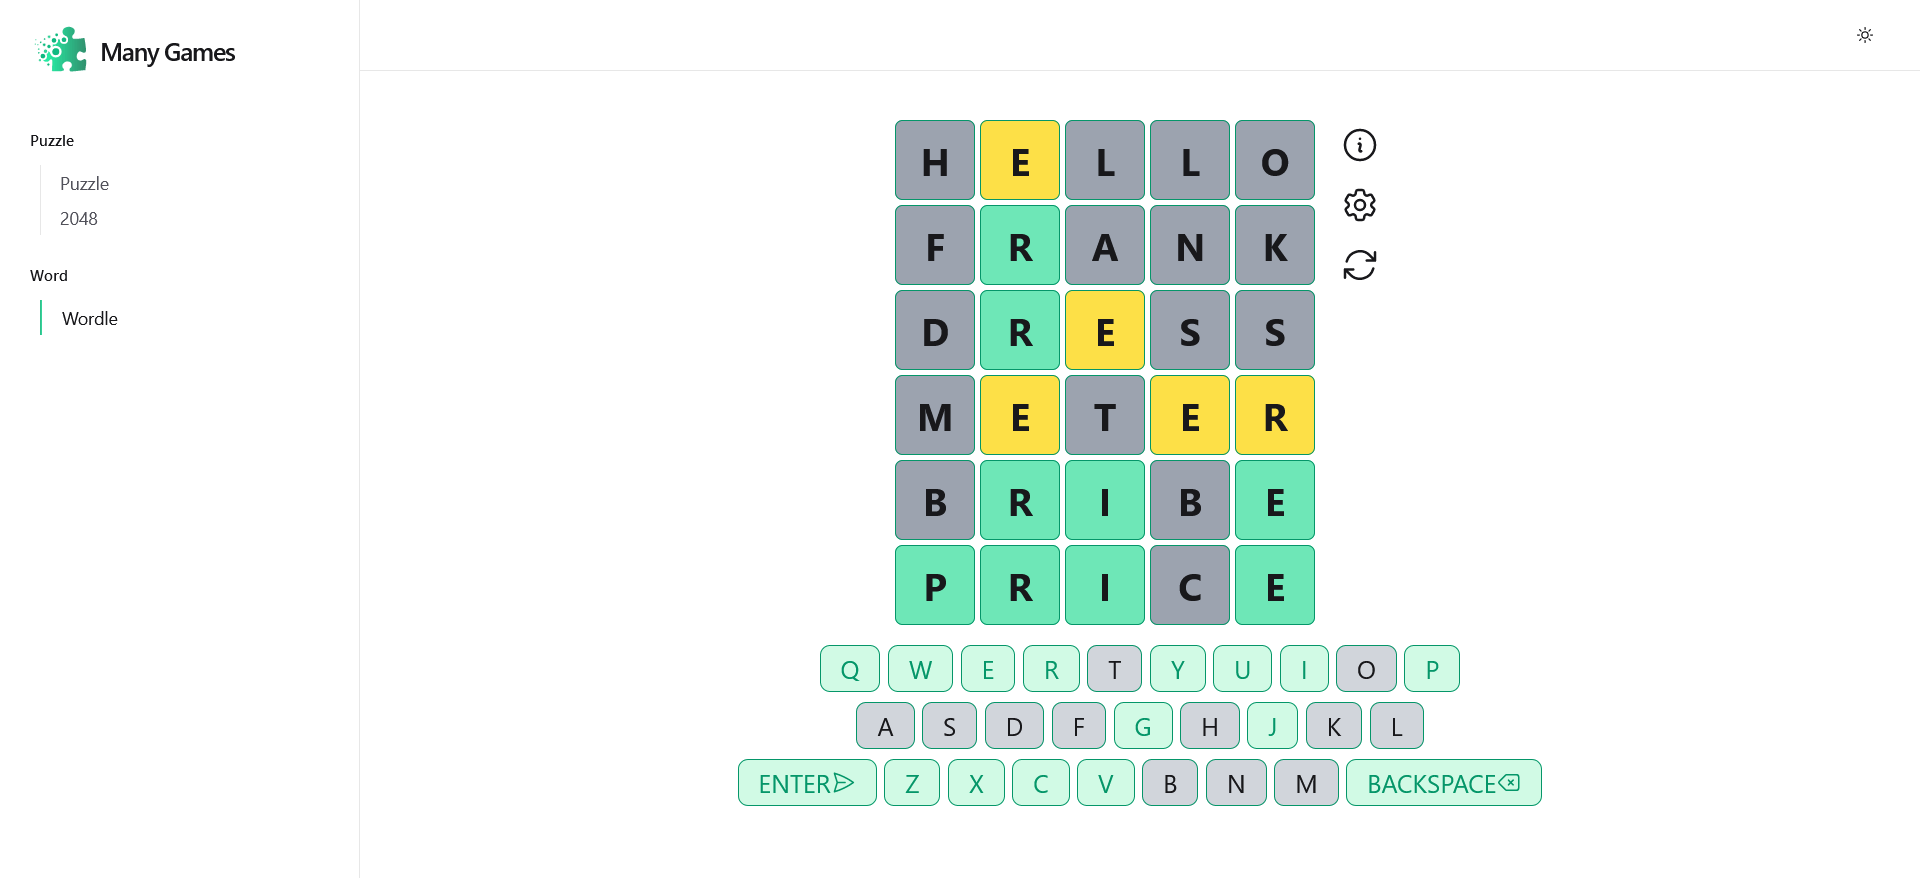 Many Games
Puzzle
Puzzle
2048
Word
Wordle
H E L L O
F R A N K
D R E S S
M E T E R
B R I B E
P R I C E
Q W E R T Y U I O P
A S D F G H J K L
ENTER Z X C V B N M BACKSPACE